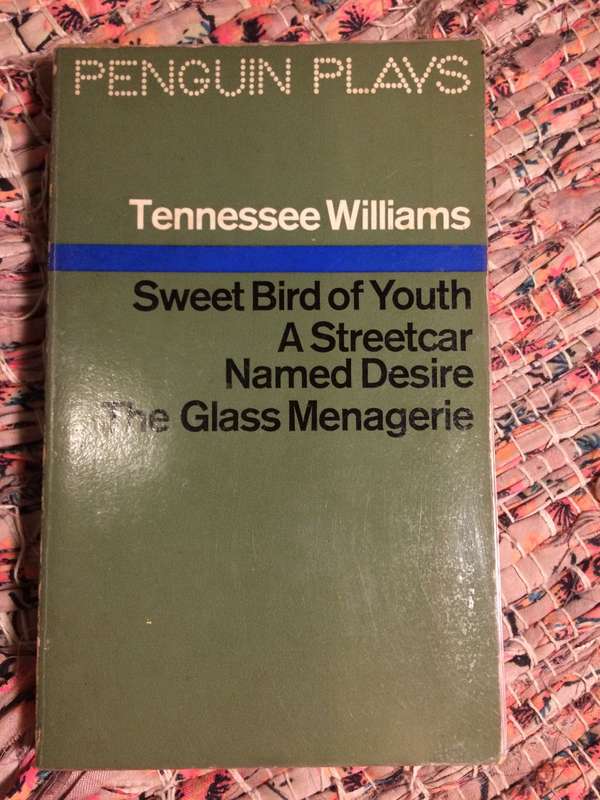 PENGUIN PLAYS
Tennessee Williams
Sweet Bird of Youth
A Streetcar
Named Desire
The Glass Menagerie